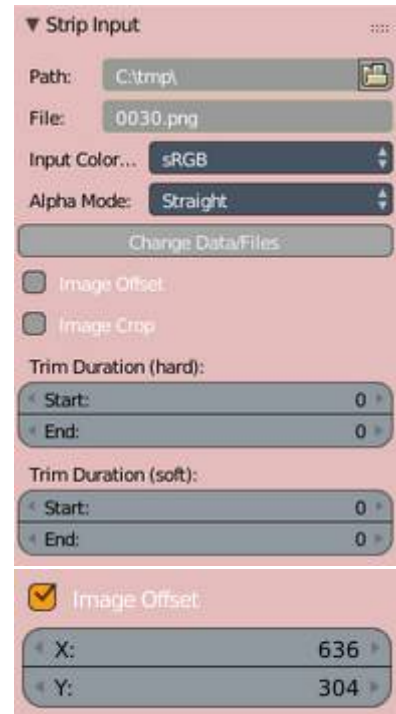 Strip Input
Path: C:\tmp\
File: 0030.png
Input Color... sRGB
Alpha Mode: Straight
Change Data/Files
Image Offset
Image Crop
Trim Duration (hard):
Start: 0
End: 0
Trim Duration (soft):
Start: 0
End: 0
Image Offset
X: 636
Y: 304